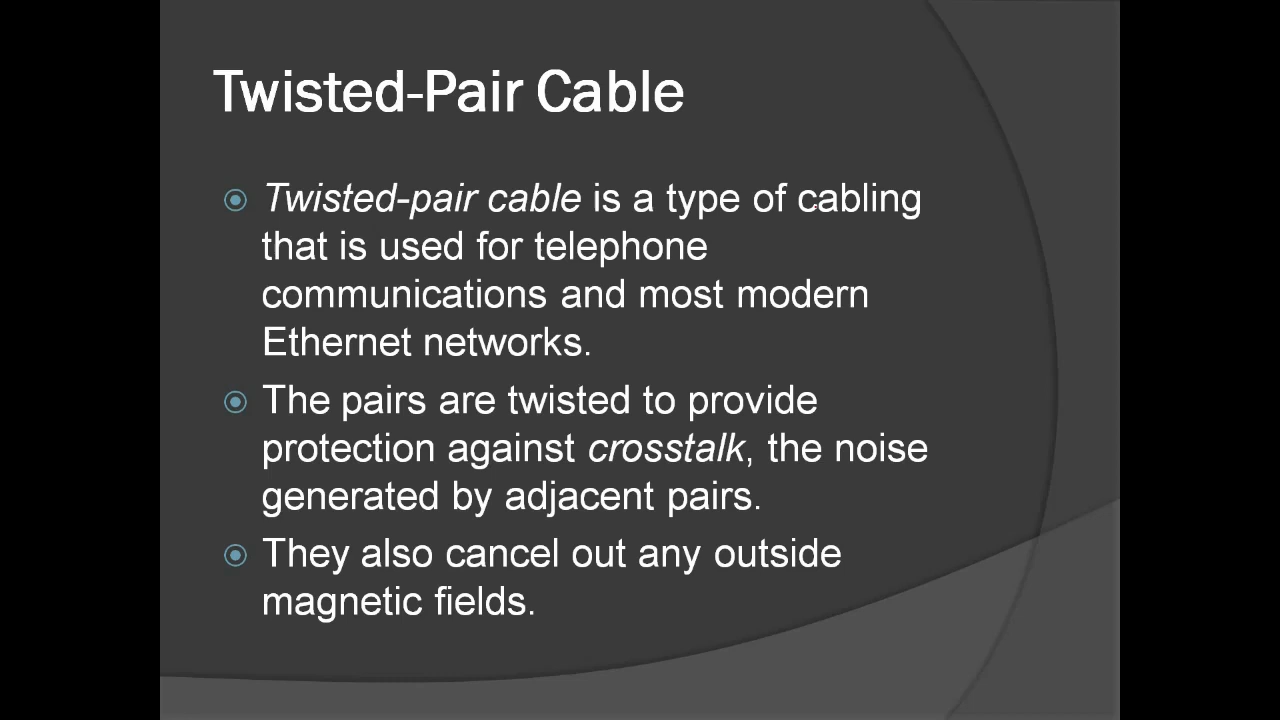 Twisted-Pair Cable
Twisted-pair cable is a type of cabling
that is used for telephone
communications and most modern
Ethernet networks.
The pairs are twisted to provide
protection against crosstalk, the noise
generated by adjacent pairs.
They also cancel out any outside
magnetic fields.